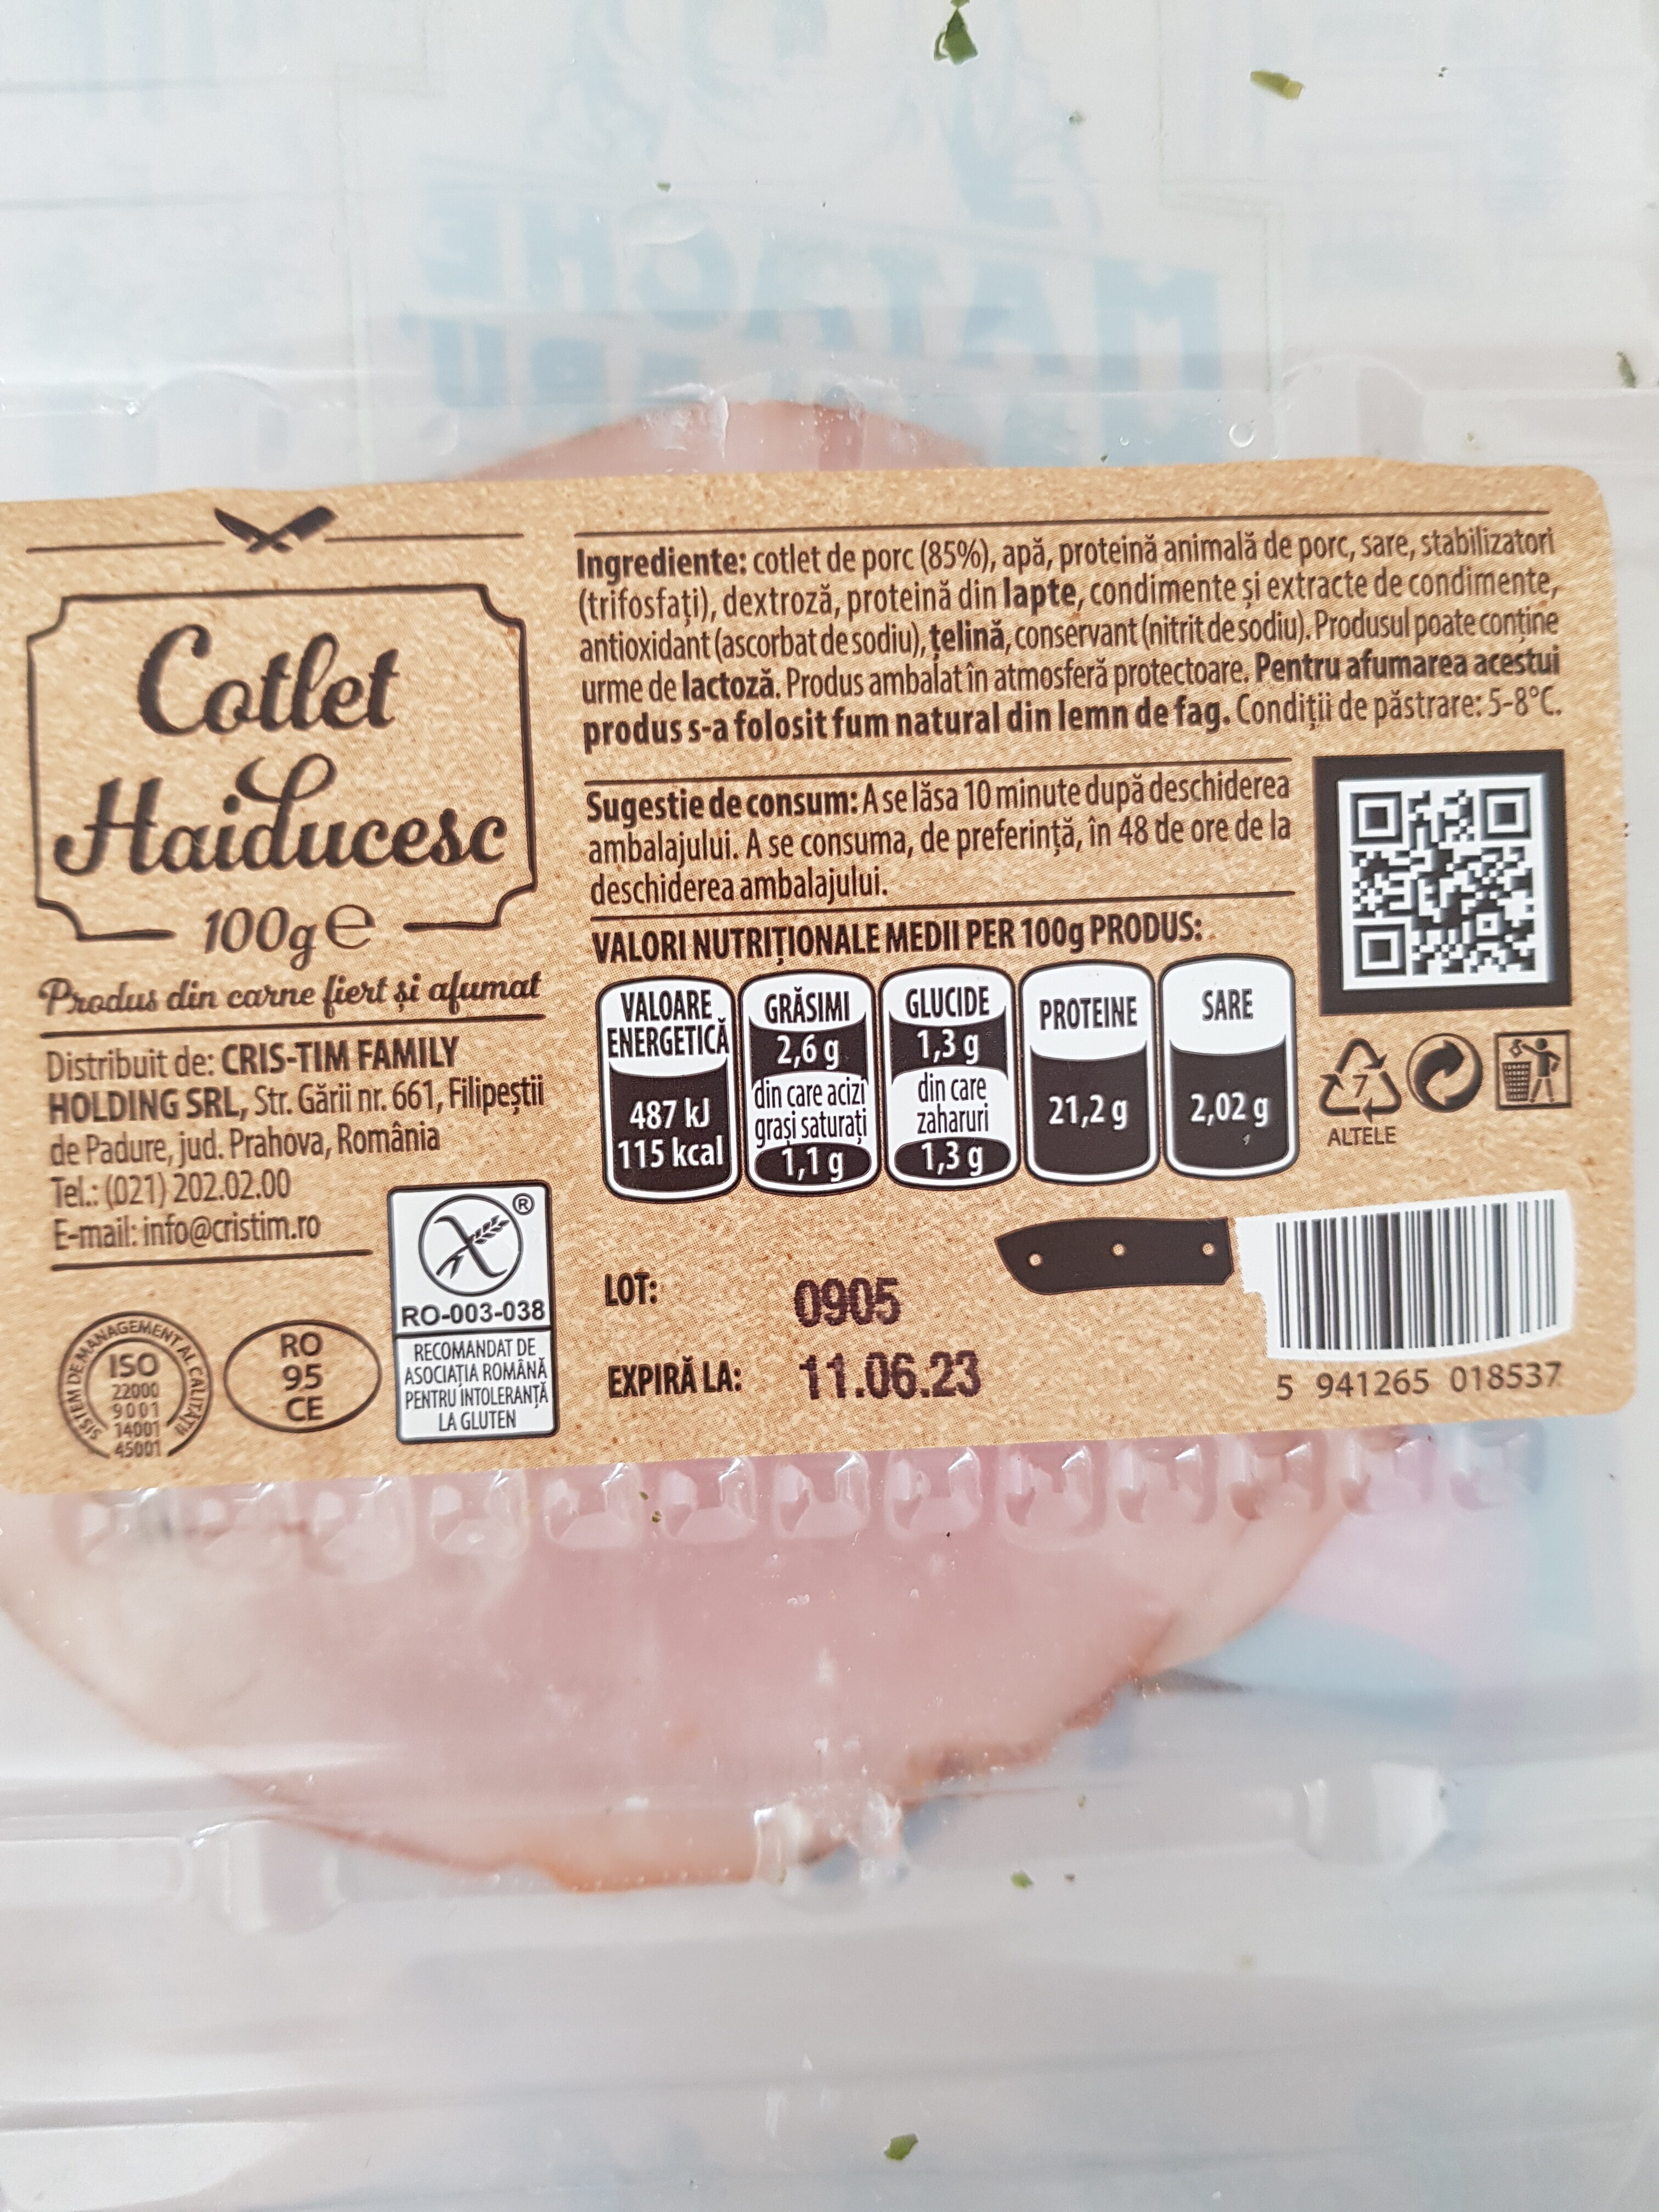 Cotlet
Haiducesc
100g℮
Produs din carne fiert și afumat
Distribuit de: CRIS-TIM FAMILY
HOLDING SRL, Str. Gării nr. 661, Filipeștii
de Padure, jud. Prahova, România
Tel.: (021) 202.02.00
E-mail: info@cristim.ro
SISTEM DE MANAGEMENT AL CALITĂȚII
ISO
22000
9001
14001
45001
RO
95
CE
®
RO-003-038
RECOMANDAT DE
ASOCIAȚIA ROMÂNĂ
PENTRU INTOLERANȚĂ
LA GLUTEN
Ingrediente: cotlet de porc (85%), apă, proteină animală de porc, sare, stabilizatori
(trifosfați), dextroză, proteină din lapte, condimente și extracte de condimente,
antioxidant (ascorbat de sodiu), țelină, conservant (nitrit de sodiu). Produsul poate conține
urme de lactoză. Produs ambalat în atmosferă protectoare. Pentru afumarea acestui
produs s-a folosit fum natural din lemn de fag. Condiții de păstrare: 5-8°C.
Sugestie de consum: A se lăsa 10 minute după deschiderea
ambalajului. A se consuma, de preferință, în 48 de ore de la
deschiderea ambalajului.
VALORI NUTRIȚIONALE MEDII PER 100g PRODUS:
VALOARE
ENERGETICĂ
487 kJ
115 kcal
GRĂSIMI
2,6 g
din care acizi
grași saturați
1,1 g
GLUCIDE
1,3 g
din care
zaharuri
1,3 g
PROTEINE
21,2 g
SARE
2,02 g
7
ALTELE
LOT: 0905
EXPIRĂ LA: 11.06.23
5 941265 018537
MATACHE